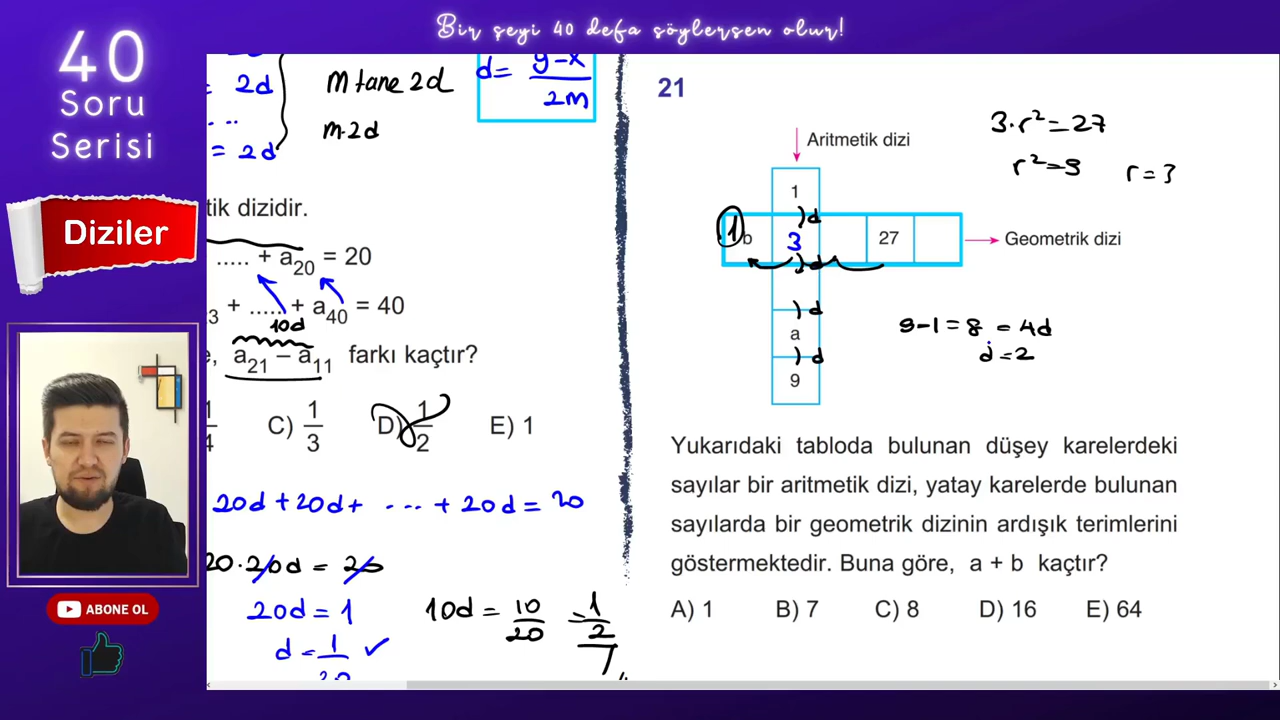 Bir şeyi 40 defa söylersen olur!
40
Soru
Serisi
Diziler
ABONE OL
= 2d
m tane 2d
d = y-x / 2m
.. ...
m.2d
= 2d
tik dizidir.
..... + a20 = 20
3 + ..... + a40 = 40
10d
e, a21 – a11 farkı kaçtır?
1/4 C) 1/3 D) 1/2 E) 1
20d + 20d + ... + 20d = 20
20.20d = 20
20d = 1
10d = 10/20 = 1/2
d = 1/20 ✓
21
Aritmetik dizi
3.r² = 27
r² = 9 r = 3
1
d
1 b 3 27
Geometrik dizi
d
d
a
d
9
9-1 = 8 = 4d
d = 2
Yukarıdaki tabloda bulunan düşey karelerdeki
sayılar bir aritmetik dizi, yatay karelerde bulunan
sayılarda bir geometrik dizinin ardışık terimlerini
göstermektedir. Buna göre, a + b kaçtır?
A) 1 B) 7 C) 8 D) 16 E) 64